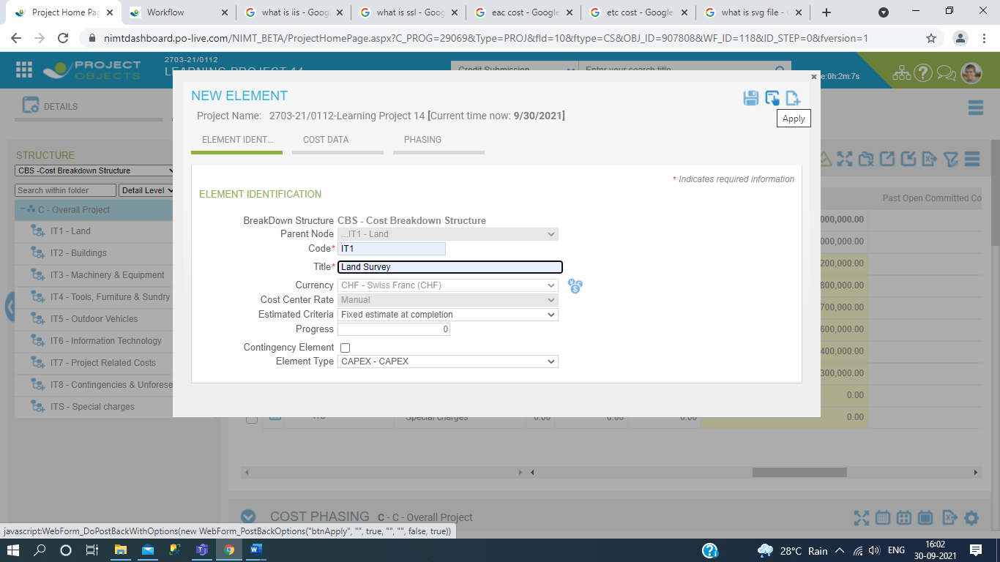 Project Home Page
Workflow
what is iis - Goog
what is ssl - Goog
eac cost - Google
etc cost - Google
what is svg file - G
nimtdashboard.po-live.com/NIMT_BETA/ProjectHomePage.aspx?C_PROG=29069&Type=PROJ&fId=10&ftype=CS&OBJ_ID=907808&WF_ID=118&ID_STEP=0&fversion=1
PROJECT
OBJECTS
2703-21/0112
LEARNING PROJECT 14
Credit Submission
Enter your search title
e:0h:2m:7s
DETAILS
NEW ELEMENT
Project Name: 2703-21/0112-Learning Project 14 [Current time now: 9/30/2021]
Apply
ELEMENT IDENT...
COST DATA
PHASING
* Indicates required information
ELEMENT IDENTIFICATION
BreakDown Structure CBS - Cost Breakdown Structure
Parent Node ...IT1 - Land
Code* IT1
Title* Land Survey
Currency CHF - Swiss Franc (CHF)
Cost Center Rate Manual
Estimated Criteria Fixed estimate at completion
Progress 0
Contingency Element
Element Type CAPEX - CAPEX
STRUCTURE
CBS -Cost Breakdown Structure
Search within folder
Detail Level
C - Overall Project
IT1 - Land
IT2 - Buildings
IT3 - Machinery & Equipment
IT4 - Tools, Furniture & Sundry
IT5 - Outdoor Vehicles
IT6 - Information Technology
IT7 - Project Related Costs
IT8 - Contingencies & Unforese
ITS - Special charges
Past Open Committed Co
000,000.00
000,000.00
200,000.00
800,000.00
700,000.00
600,000.00
400,000.00
300,000.00
0.00
0.00
Special charges 0.00 0.00 0.00
COST PHASING C - C - Overall Project
javascript:WebForm_DoPostBackWithOptions(new WebForm_PostBackOptions("btnApply", "", true, "", "", false, true))
28°C Rain
ENG
16:02
30-09-2021